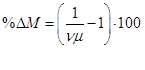 %ΔM = (1/νμ − 1)·100